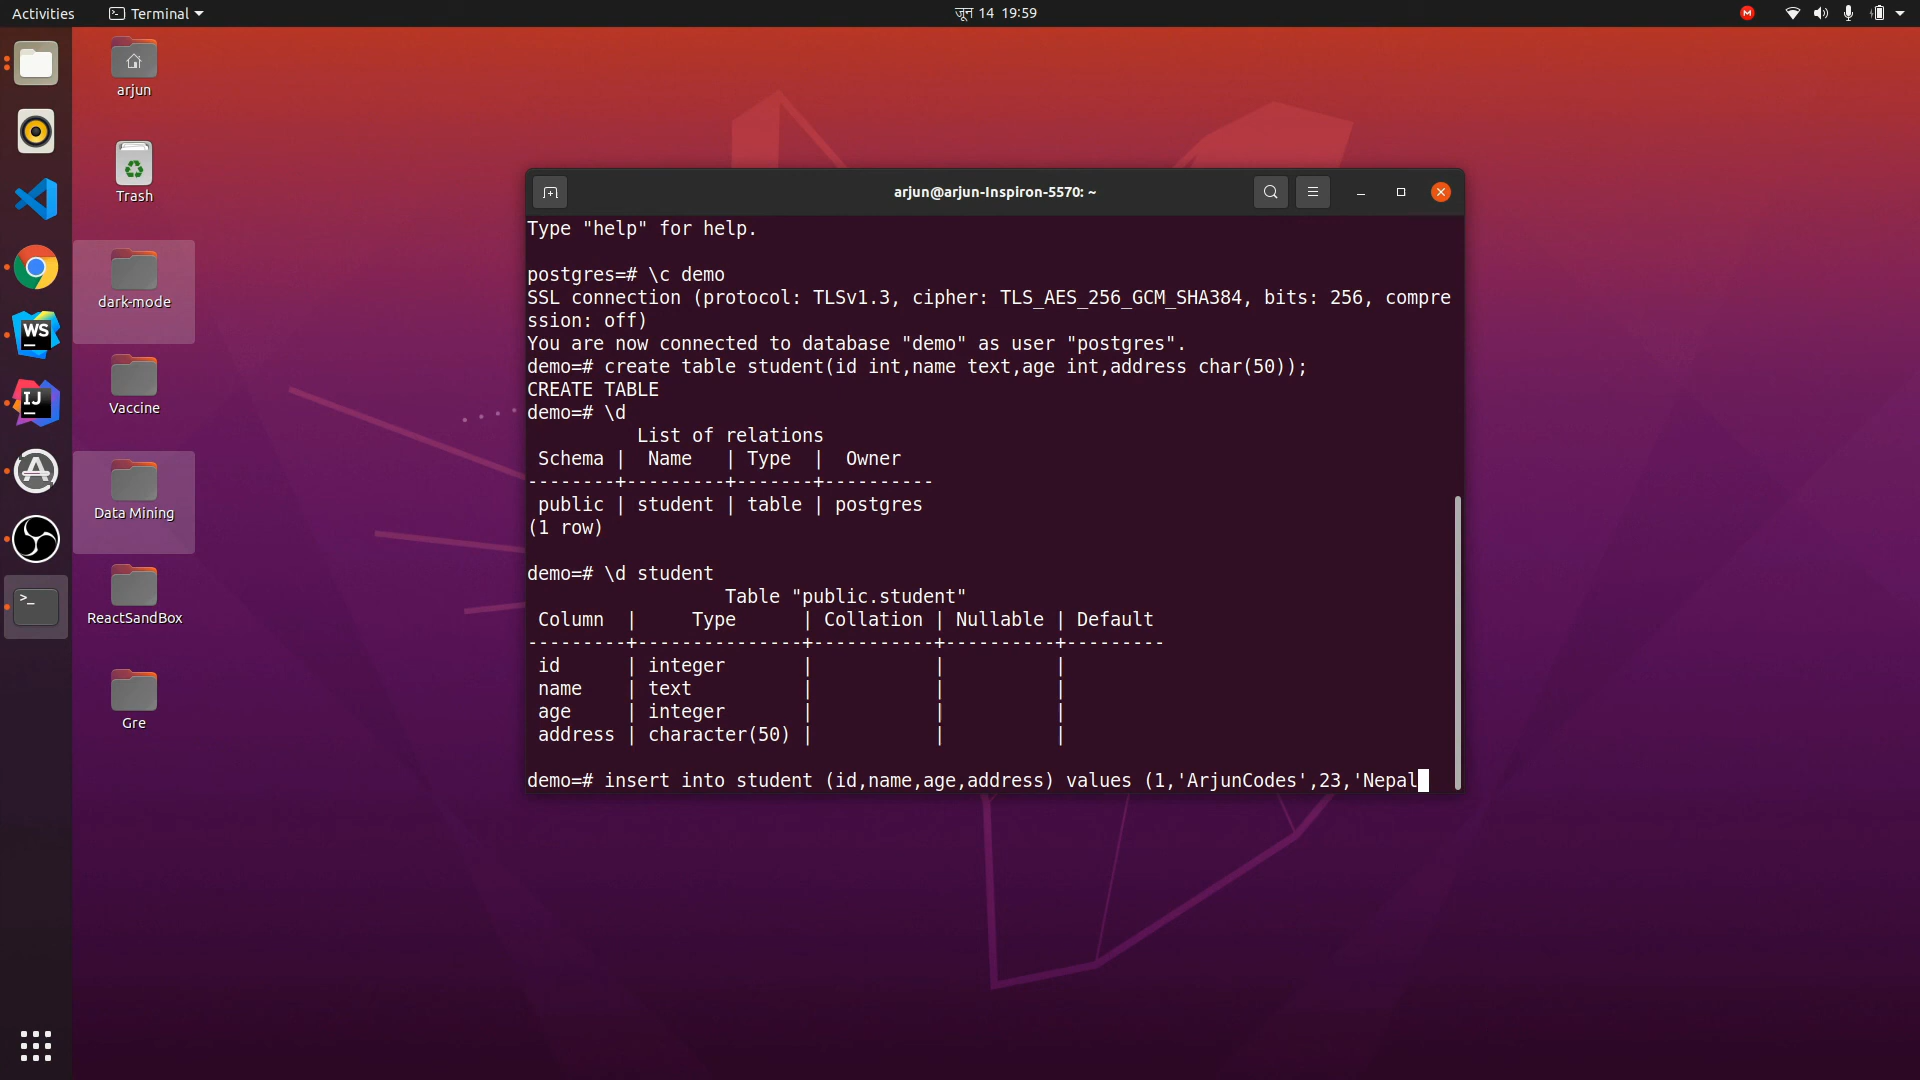 Activities
Terminal
जून 14 19:59
M
arjun
Trash
dark-mode
Vaccine
Data Mining
ReactSandBox
Gre
WS
IJ
>_
arjun@arjun-Inspiron-5570: ~
Type "help" for help.
postgres=# \c demo
SSL connection (protocol: TLSv1.3, cipher: TLS_AES_256_GCM_SHA384, bits: 256, compre
ssion: off)
You are now connected to database "demo" as user "postgres".
demo=# create table student(id int,name text,age int,address char(50));
CREATE TABLE
demo=# \d
List of relations
Schema | Name | Type | Owner
--------+---------+-------+----------
public | student | table | postgres
(1 row)
demo=# \d student
Table "public.student"
Column | Type | Collation | Nullable | Default
---------+---------------+-----------+----------+---------
id | integer | | |
name | text | | |
age | integer | | |
address | character(50) | | |
demo=# insert into student (id,name,age,address) values (1,'ArjunCodes',23,'Nepal